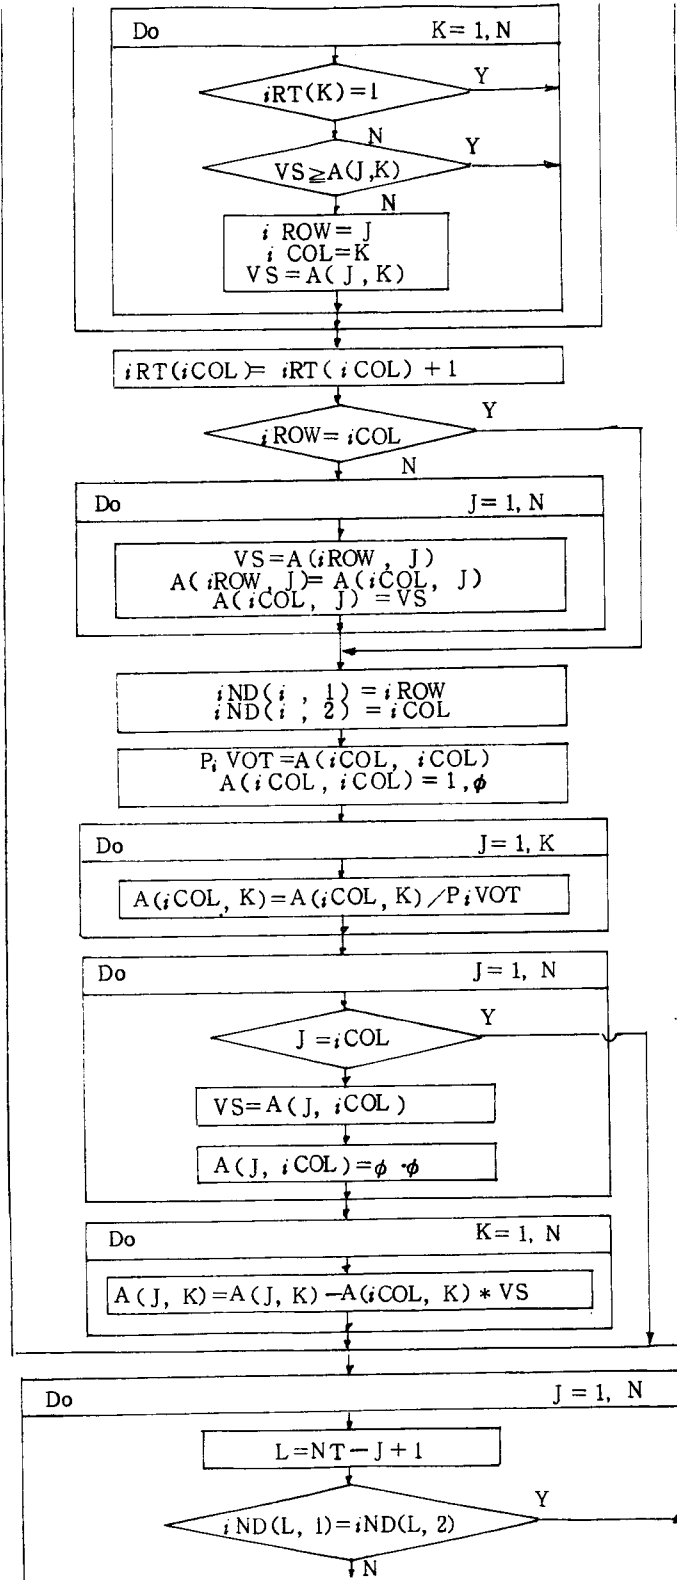 Do K = 1, N
iRT(K)=1 Y
N
VS≧A(J,K) Y
N
i ROW = J
i COL=K
VS=A( J , K )
iRT(iCOL)= iRT( iCOL) + 1
iROW= iCOL Y
N
Do J = 1, N
VS=A(iROW , J )
A( iROW, J)= A(iCOL, J)
A(iCOL, J) =VS
iND(i , 1) = iROW
iND(i , 2) = iCOL
PiVOT=A(iCOL, iCOL)
A(iCOL, iCOL) = 1,ϕ
Do J = 1, K
A(iCOL, K)=A(iCOL, K) ／PiVOT
Do J = 1, N
J = iCOL Y
VS=A(J, iCOL)
A(J, iCOL)=ϕ ·ϕ
Do K = 1, N
A(J, K)=A(J, K) −A(iCOL, K) * VS
Do J = 1, N
L=NT−J+1
iND(L, 1)=iND(L, 2) Y
N